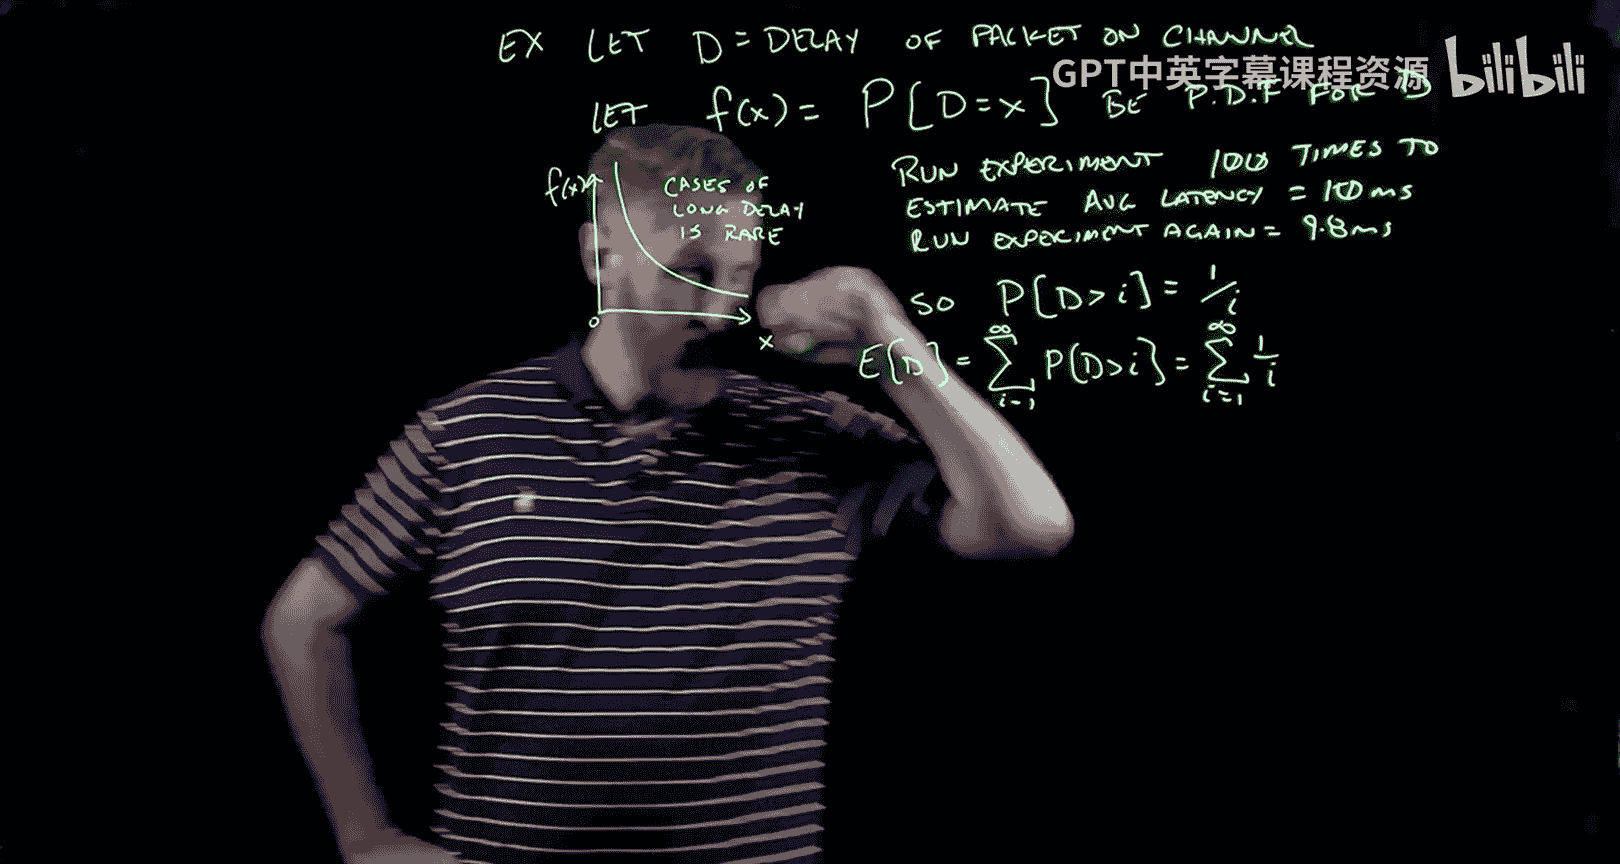 EX LET D = DELAY OF PACKET ON CHANNEL
GPT中英字幕课程资源 bilibili
LET f(x) = P[D=x] BE P.D.F FOR D
RUN EXPERIMENT 100 TIMES TO
ESTIMATE AVG LATENCY = 10ms
RUN EXPERIMENT AGAIN = 9.8ms
f(x)
CASES OF
LONG DELAY
IS RARE
0
x
SO P[D>i] = 1/i
E[D] = ∞∑i=1 P[D>i] = ∞∑i=1 1/i